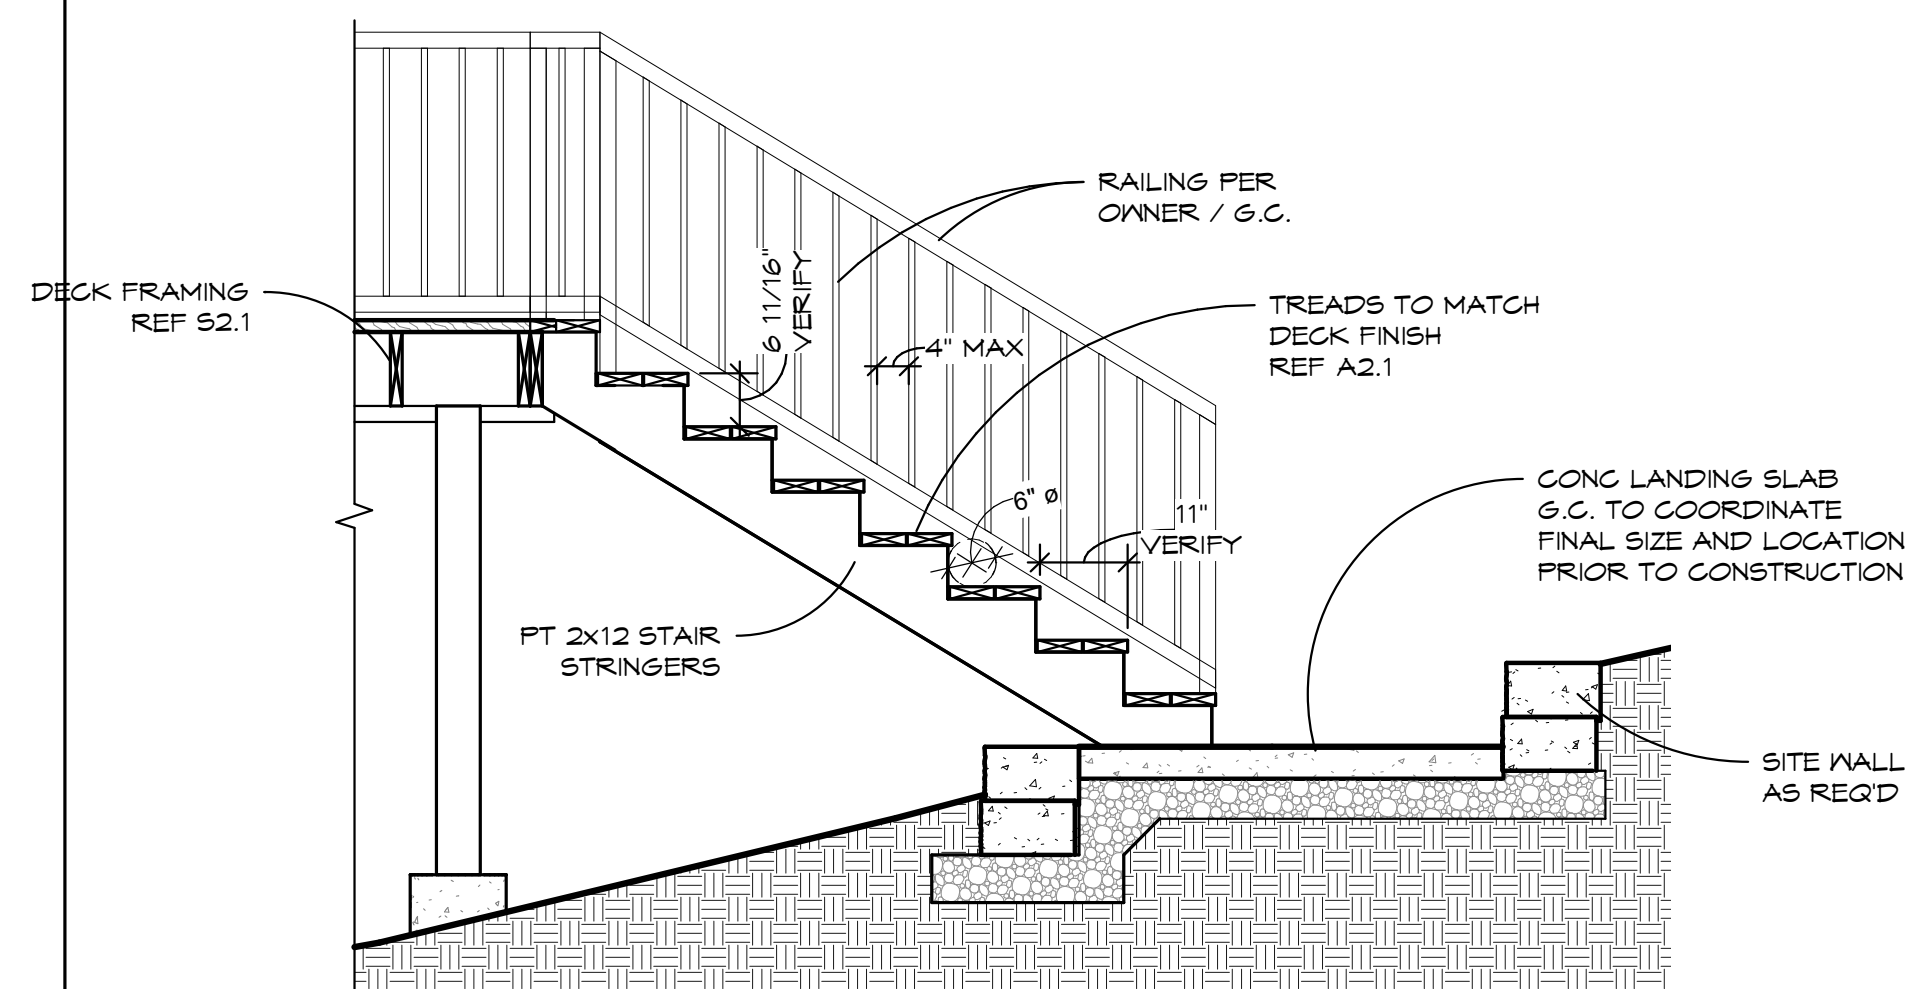 RAILING PER
OWNER / G.C.
DECK FRAMING
REF S2.1
6 11/16"
VERIFY
4" MAX
TREADS TO MATCH
DECK FINISH
REF A2.1
6" ø
11"
VERIFY
CONC LANDING SLAB
G.C. TO COORDINATE
FINAL SIZE AND LOCATION
PRIOR TO CONSTRUCTION
PT 2x12 STAIR
STRINGERS
SITE WALL
AS REQ'D